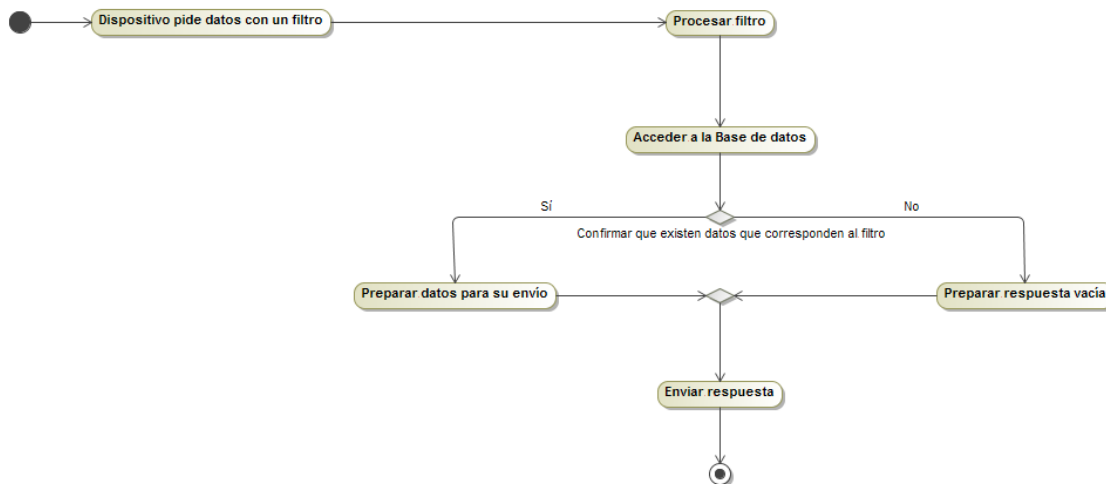 Dispositivo pide datos con un filtro
Procesar filtro
Acceder a la Base de datos
Sí
No
Confirmar que existen datos que corresponden al filtro
Preparar datos para su envío
Preparar respuesta vacía
Enviar respuesta